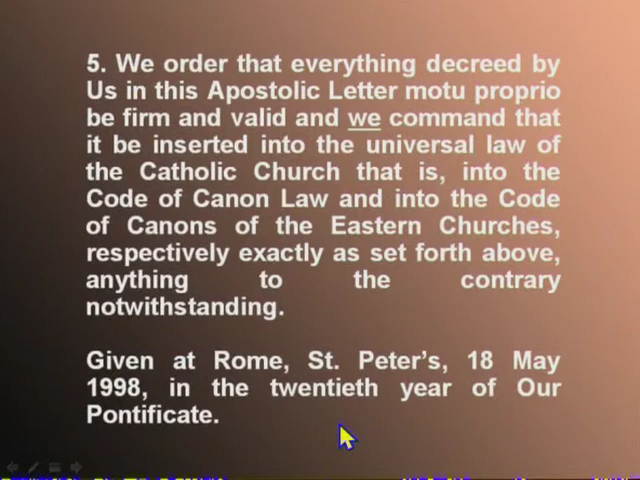 5. We order that everything decreed by
Us in this Apostolic Letter motu proprio
be firm and valid and we command that
it be inserted into the universal law of
the Catholic Church that is, into the
Code of Canon Law and into the Code
of Canons of the Eastern Churches,
respectively exactly as set forth above,
anything to the contrary
notwithstanding.
Given at Rome, St. Peter's, 18 May
1998, in the twentieth year of Our
Pontificate.